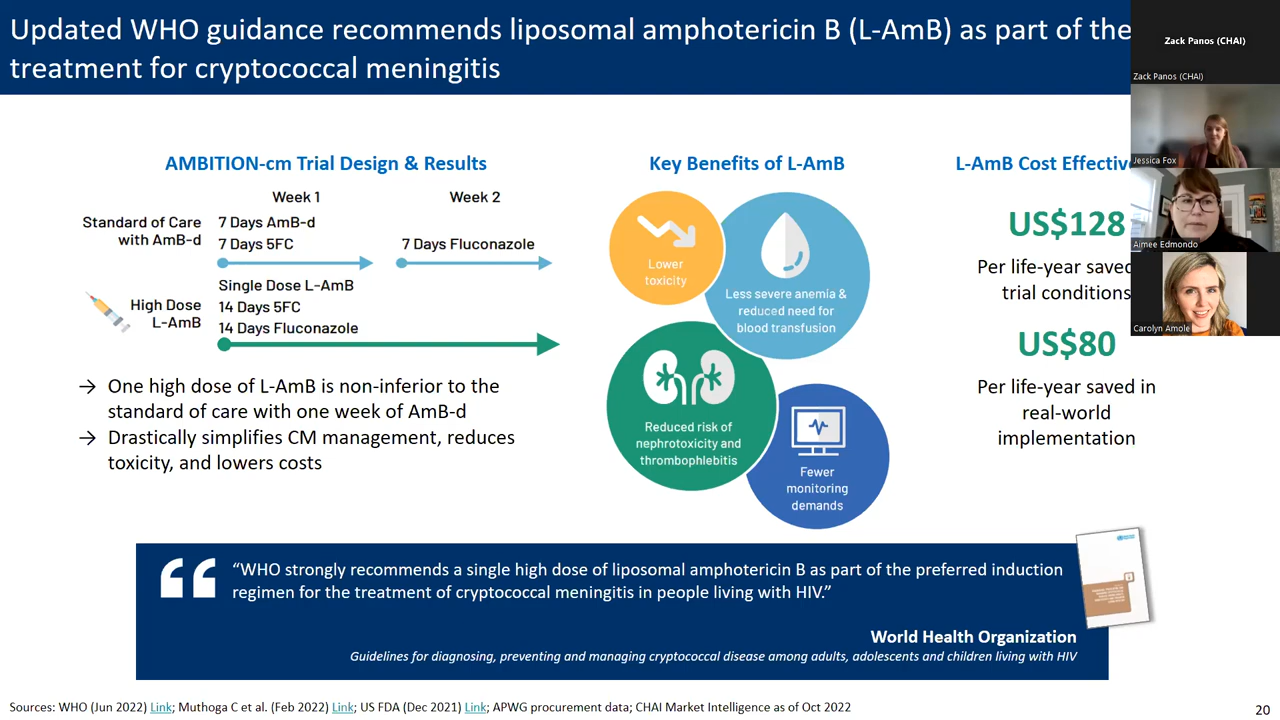 Updated WHO guidance recommends liposomal amphotericin B (L-AmB) as part of the
treatment for cryptococcal meningitis
Zack Panos (CHAI)
Zack Panos (CHAI)
Jessica Fox
Aimee Edmondo
Carolyn Amole
AMBITION-cm Trial Design & Results
Week 1
Week 2
Standard of Care
with AmB-d
7 Days AmB-d
7 Days 5FC
7 Days Fluconazole
High Dose
L-AmB
Single Dose L-AmB
14 Days 5FC
14 Days Fluconazole
→ One high dose of L-AmB is non-inferior to the
standard of care with one week of AmB-d
→ Drastically simplifies CM management, reduces
toxicity, and lowers costs
Key Benefits of L-AmB
Lower
toxicity
Less severe anemia &
reduced need for
blood transfusion
Reduced risk of
nephrotoxicity and
thrombophlebitis
Fewer
monitoring
demands
L-AmB Cost Effective
US$128
Per life-year saved
trial conditions
US$80
Per life-year saved in
real-world
implementation
“WHO strongly recommends a single high dose of liposomal amphotericin B as part of the preferred induction
regimen for the treatment of cryptococcal meningitis in people living with HIV.”
World Health Organization
Guidelines for diagnosing, preventing and managing cryptococcal disease among adults, adolescents and children living with HIV
Sources: WHO (Jun 2022) Link; Muthoga C et al. (Feb 2022) Link; US FDA (Dec 2021) Link; APWG procurement data; CHAI Market Intelligence as of Oct 2022
20